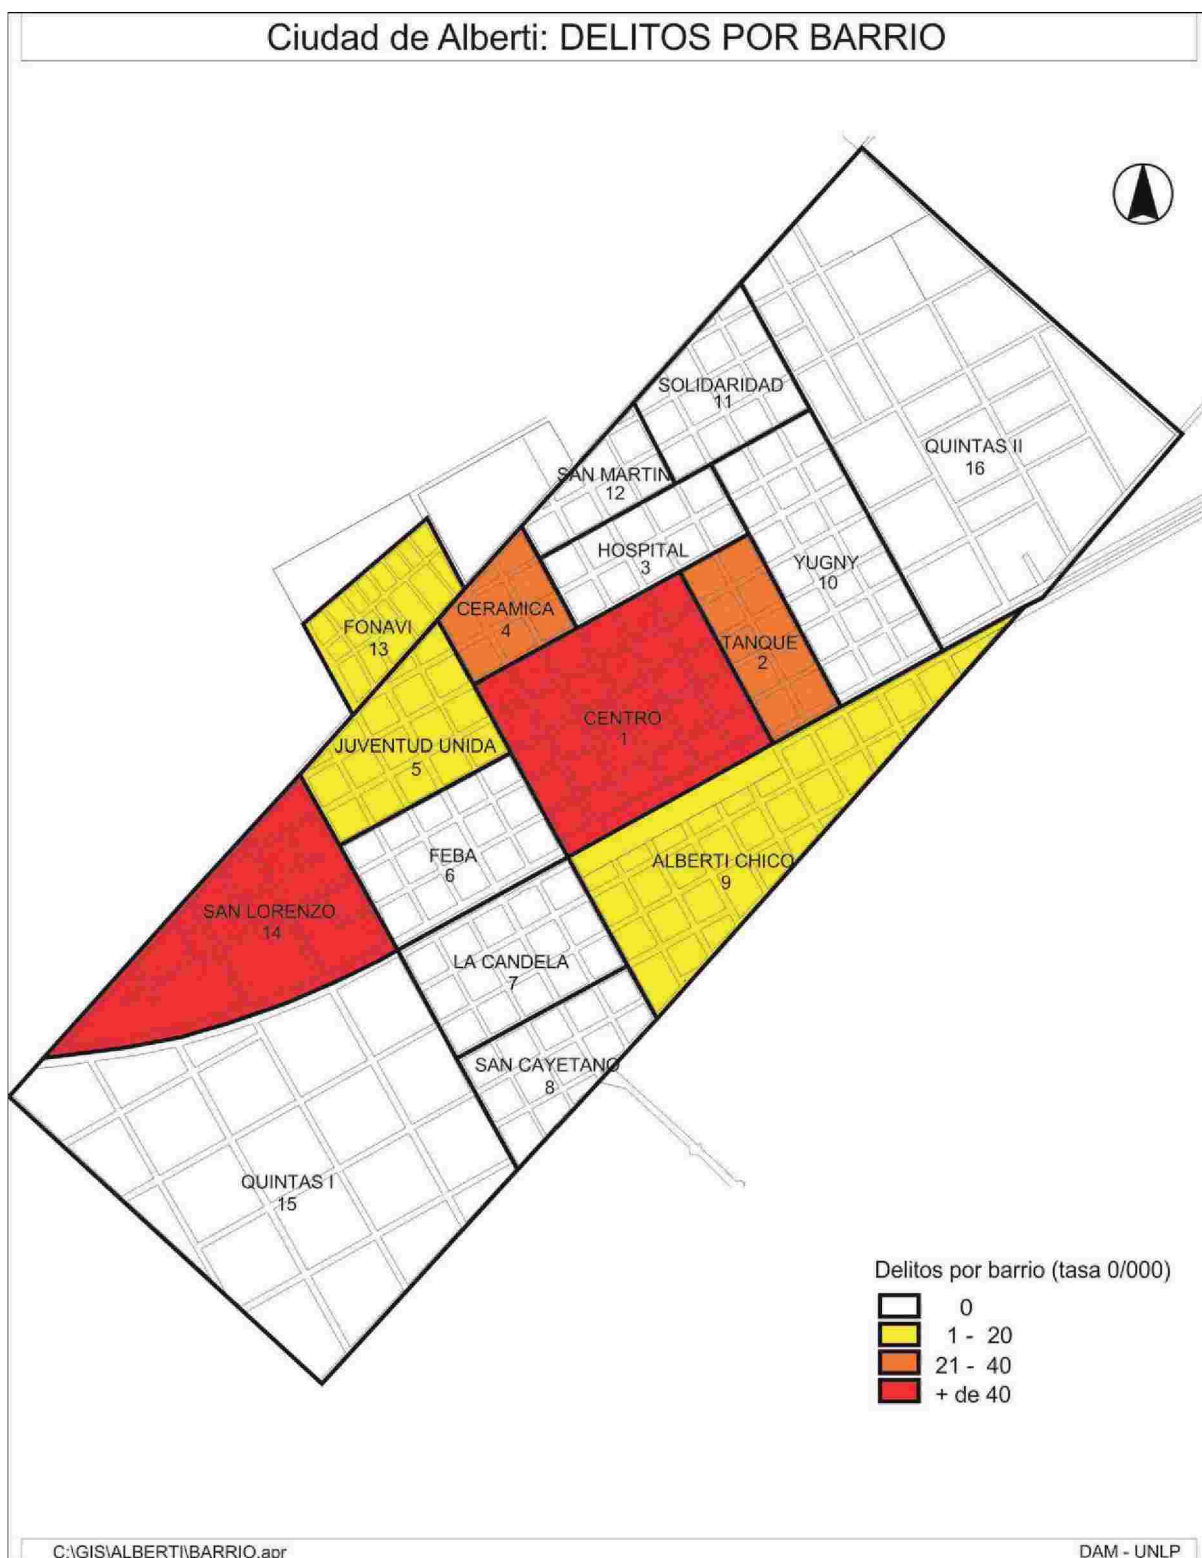 Ciudad de Alberti: DELITOS POR BARRIO
SOLIDARIDAD
11
QUINTAS II
16
SAN MARTIN
12
HOSPITAL
3
YUGNY
10
CERAMICA
4
FONAVI
13
TANQUE
2
CENTRO
1
JUVENTUD UNIDA
5
FEBA
6
ALBERTI CHICO
9
SAN LORENZO
14
LA CANDELA
7
SAN CAYETANO
8
QUINTAS I
15
Delitos por barrio (tasa 0/000)
0
1 - 20
21 - 40
+ de 40
C:\GIS\ALBERTI\BARRIO.apr
DAM - UNLP